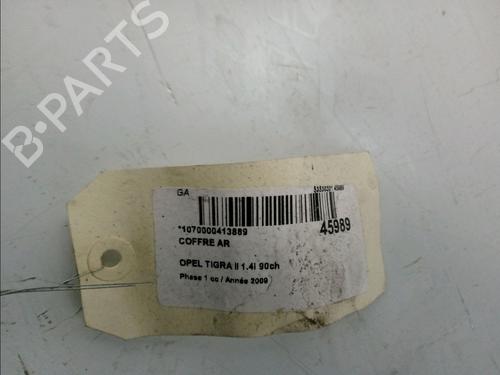 B-PARTS
GA
*1070000413889
45989
COFFRE AR
OPEL TIGRA II 1.4i 90ch
Phase 1 cc / Année 2009